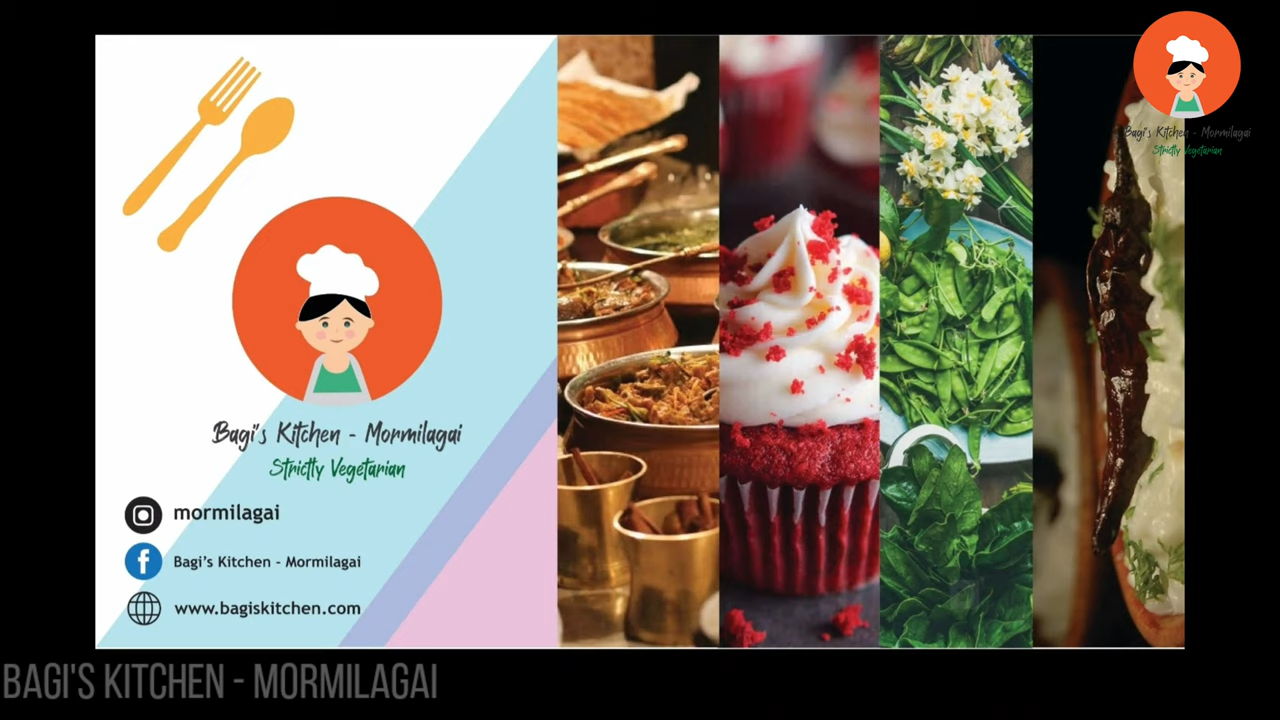 Bagi's Kitchen - Mormilagai
Strictly Vegetarian
Bagi's Kitchen - Mormilagai
Strictly Vegetarian
mormilagai
f
Bagi's Kitchen - Mormilagai
www.bagiskitchen.com
BAGI'S KITCHEN - MORMILAGAI